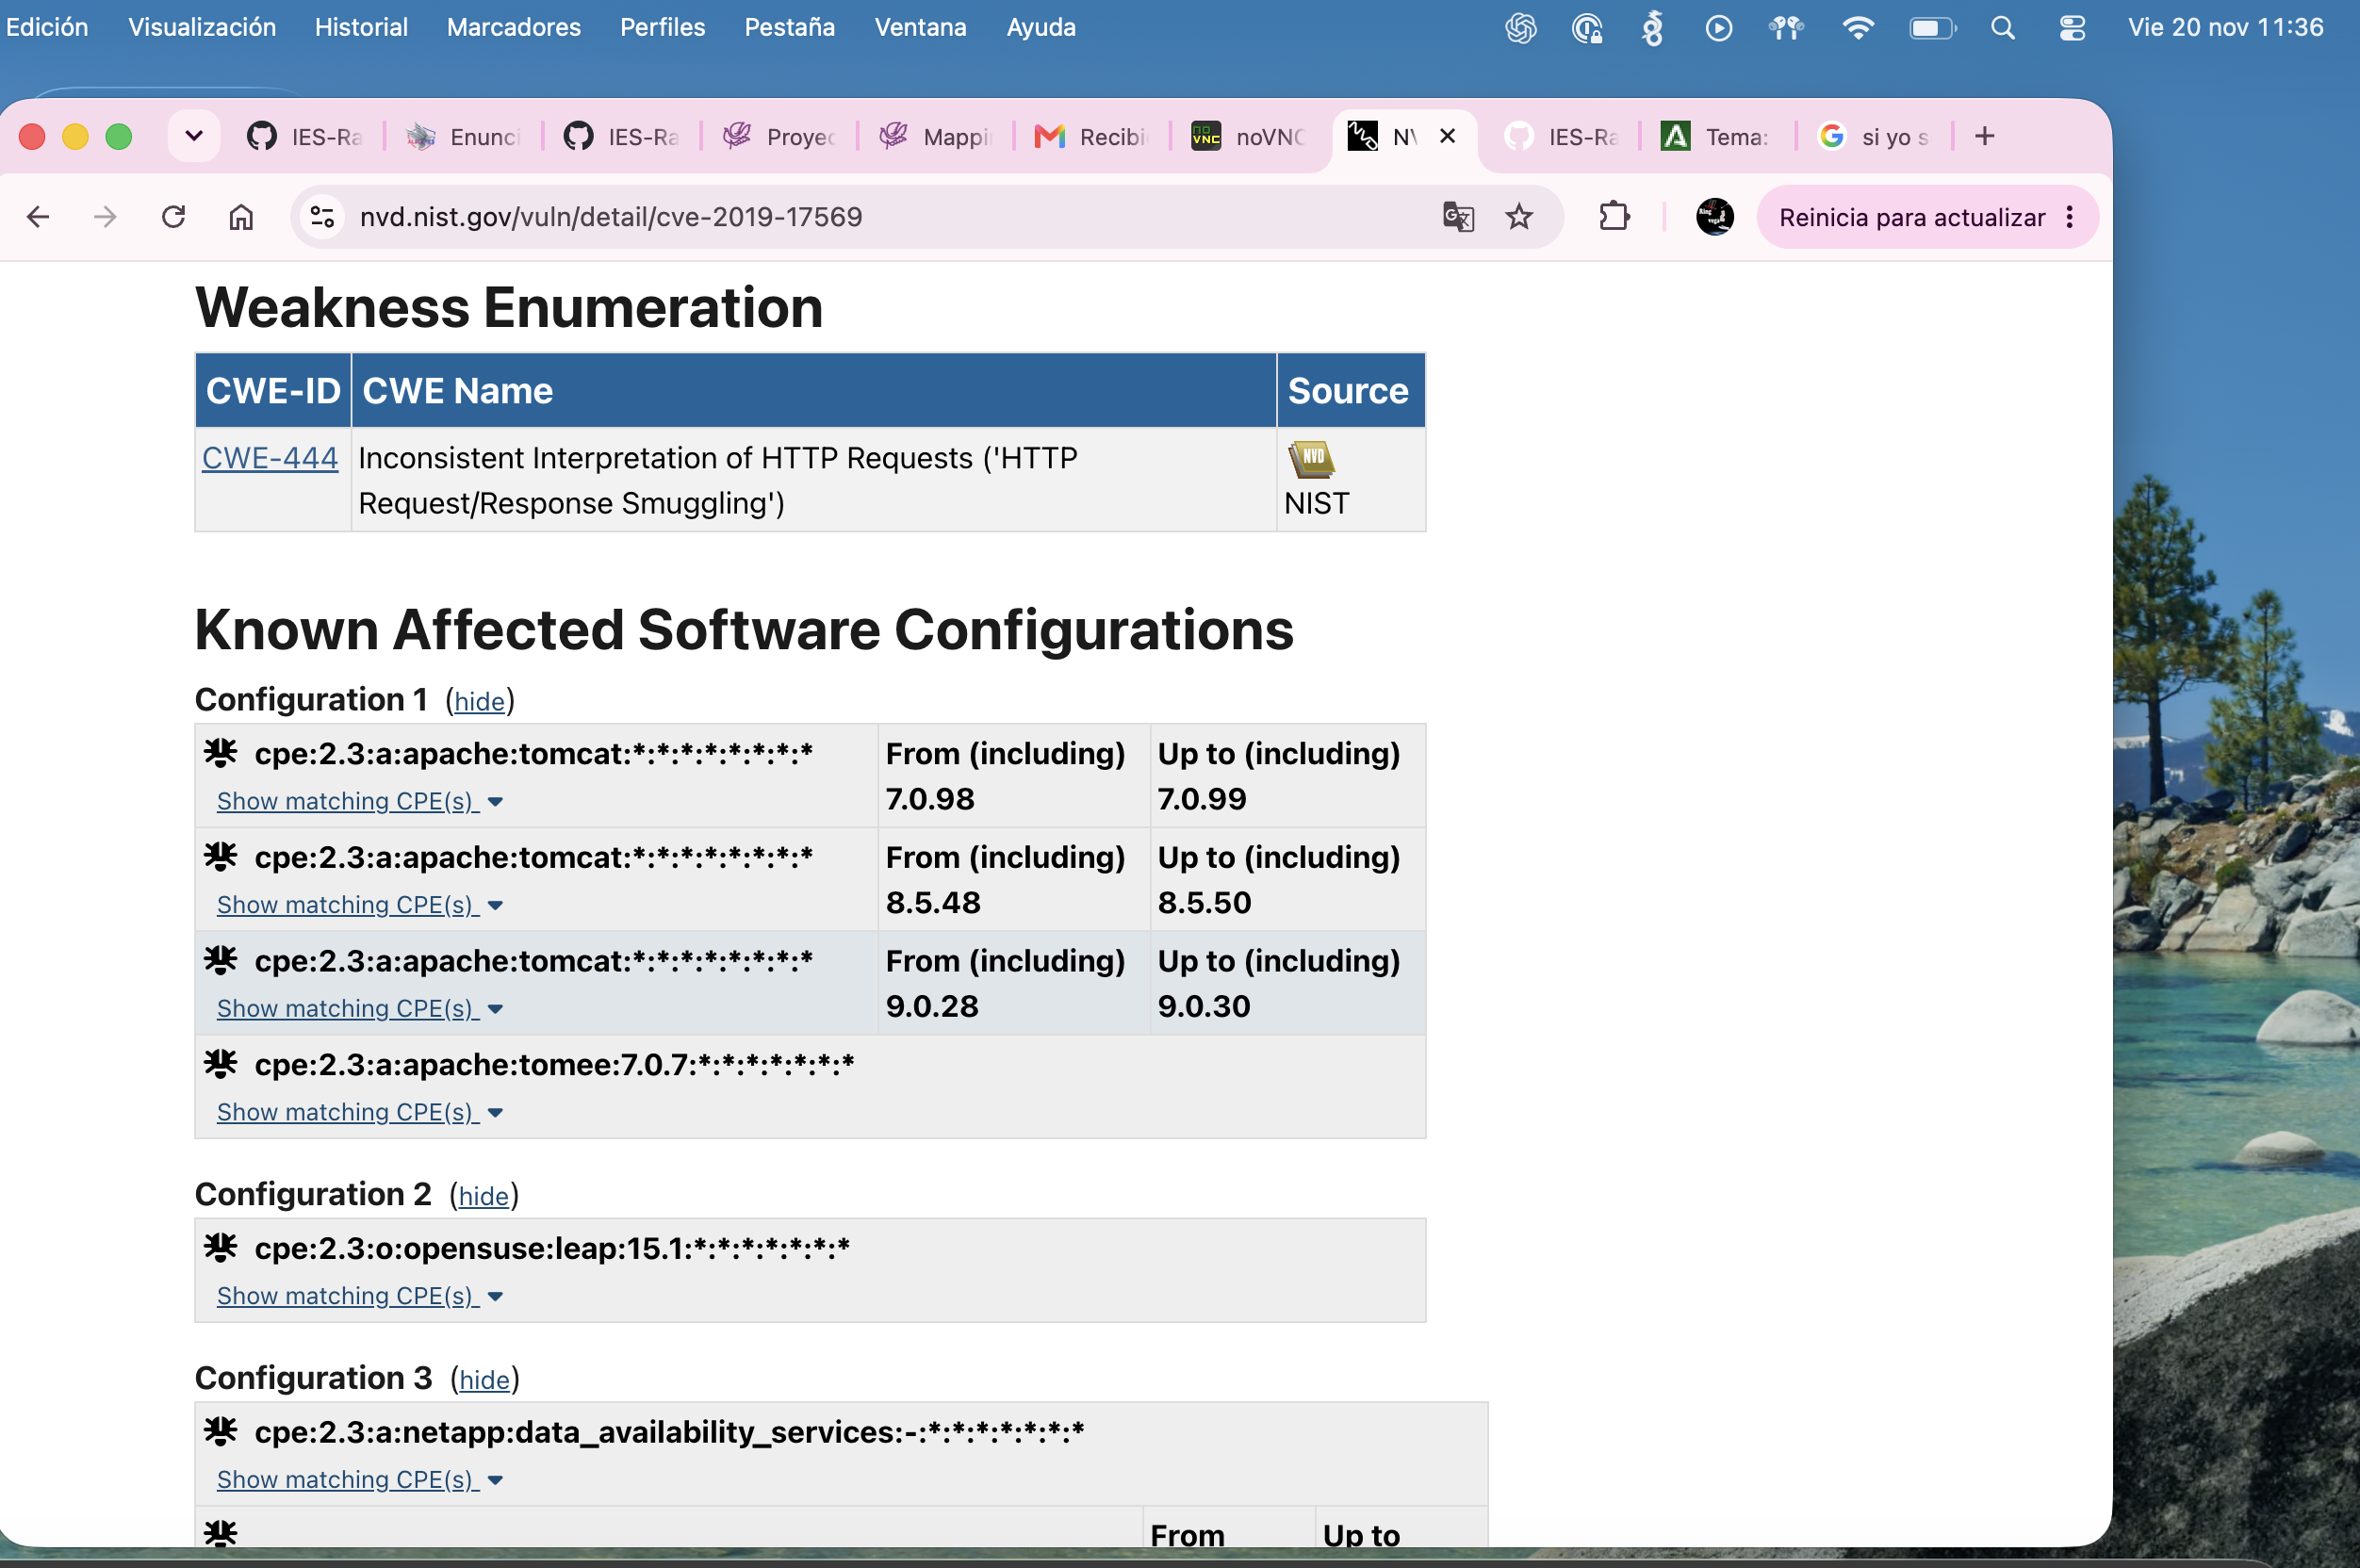 Edición Visualización Historial Marcadores Perfiles Pestaña Ventana Ayuda Vie 20 nov 11:36
IES-Ra Enunci IES-Ra Proyec Mappi Recibi noVNC NV IES-Ra Tema: si yo s
nvd.nist.gov/vuln/detail/cve-2019-17569 Reinicia para actualizar
Weakness Enumeration
CWE-ID CWE Name Source
CWE-444 Inconsistent Interpretation of HTTP Requests ('HTTP
Request/Response Smuggling') NIST
Known Affected Software Configurations
Configuration 1 (hide)
cpe:2.3:a:apache:tomcat:*:*:*:*:*:*:*:* From (including) Up to (including)
Show matching CPE(s) 7.0.98 7.0.99
cpe:2.3:a:apache:tomcat:*:*:*:*:*:*:*:* From (including) Up to (including)
Show matching CPE(s) 8.5.48 8.5.50
cpe:2.3:a:apache:tomcat:*:*:*:*:*:*:*:* From (including) Up to (including)
Show matching CPE(s) 9.0.28 9.0.30
cpe:2.3:a:apache:tomee:7.0.7:*:*:*:*:*:*:*
Show matching CPE(s)
Configuration 2 (hide)
cpe:2.3:o:opensuse:leap:15.1:*:*:*:*:*:*:*
Show matching CPE(s)
Configuration 3 (hide)
cpe:2.3:a:netapp:data_availability_services:-:*:*:*:*:*:*:*
Show matching CPE(s)
From Up to